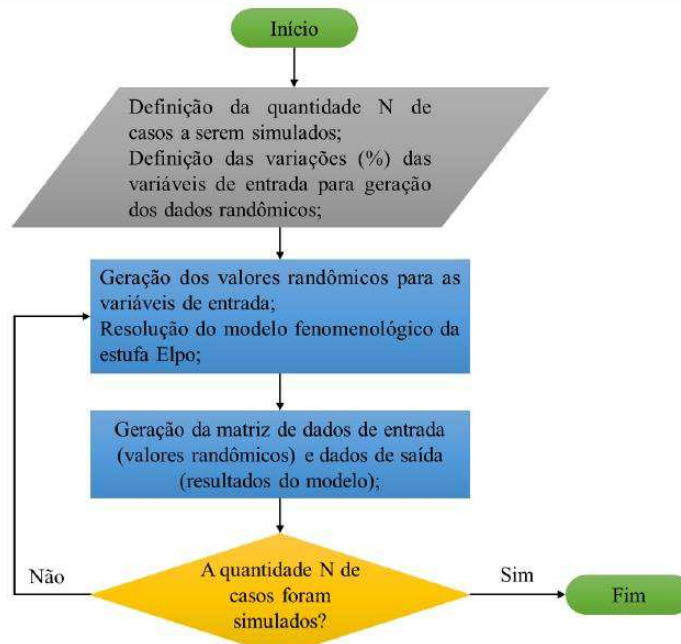 Início
Definição da quantidade N de
casos a serem simulados;
Definição das variações (%) das
variáveis de entrada para geração
dos dados randômicos;
Geração dos valores randômicos para as
variáveis de entrada;
Resolução do modelo fenomenológico da
estufa Elpo;
Geração da matriz de dados de entrada
(valores randômicos) e dados de saída
(resultados do modelo);
A quantidade N de
casos foram
simulados?
Não
Sim
Fim